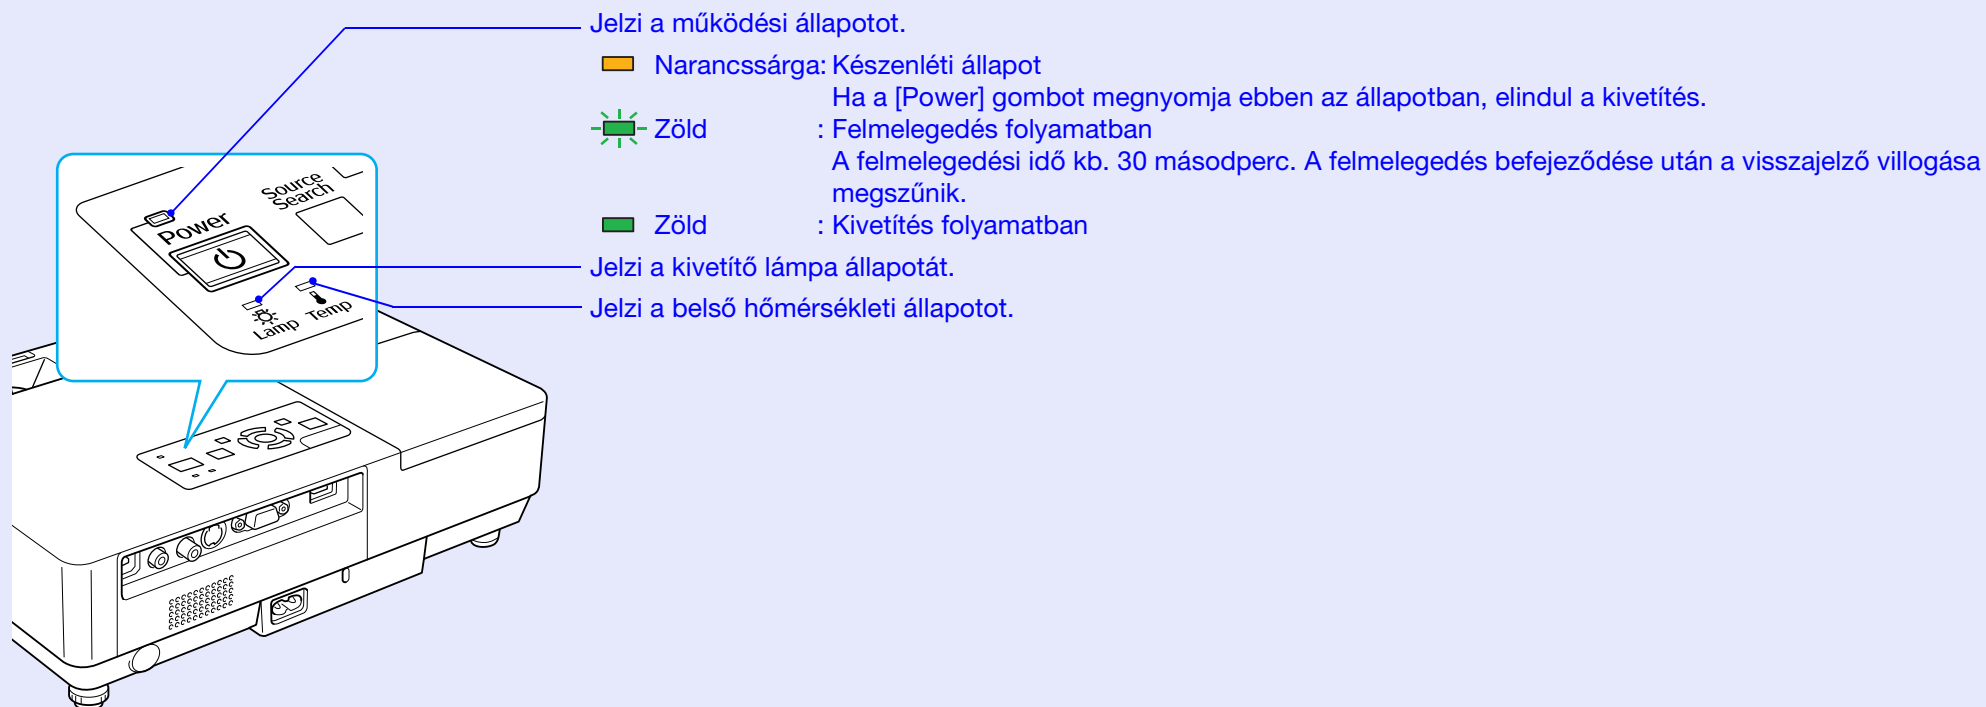 Jelzi a működési állapotot.
Narancssárga: Készenléti állapot
Ha a [Power] gombot megnyomja ebben az állapotban, elindul a kivetítés.
Zöld : Felmelegedés folyamatban
A felmelegedési idő kb. 30 másodperc. A felmelegedés befejeződése után a visszajelző villogása
megszűnik.
Zöld : Kivetítés folyamatban
Jelzi a kivetítő lámpa állapotát.
Jelzi a belső hőmérsékleti állapotot.
Source
Search
Power
Lamp
Temp